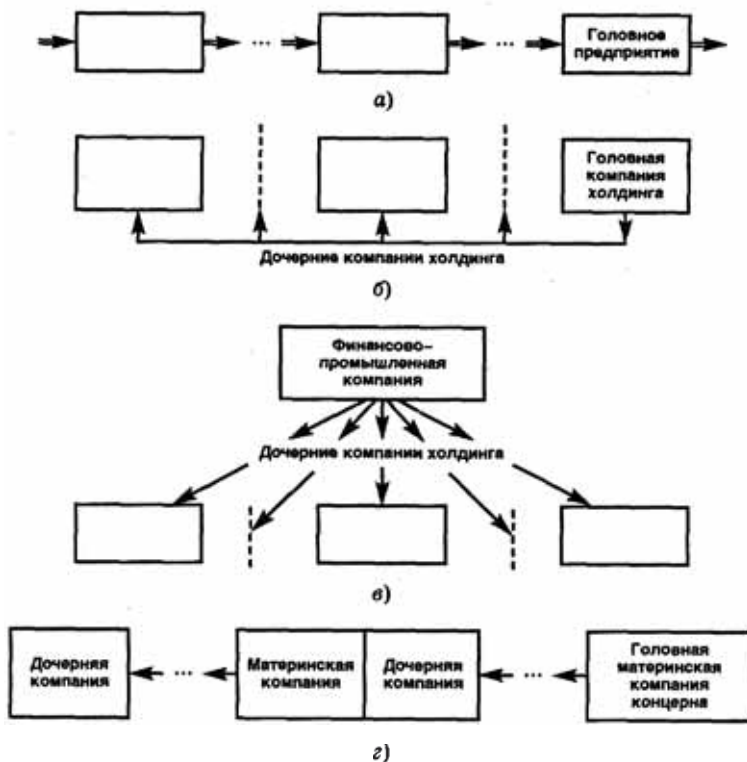 Головное
предприятие
а)
Головная
компания
холдинга
Дочерние компании холдинга
б)
Финансово-
промышленная
компания
Дочерние компании холдинга
в)
Дочерняя
компания
Материнская
компания
Дочерняя
компания
Головная
материнская
компания
концерна
г)